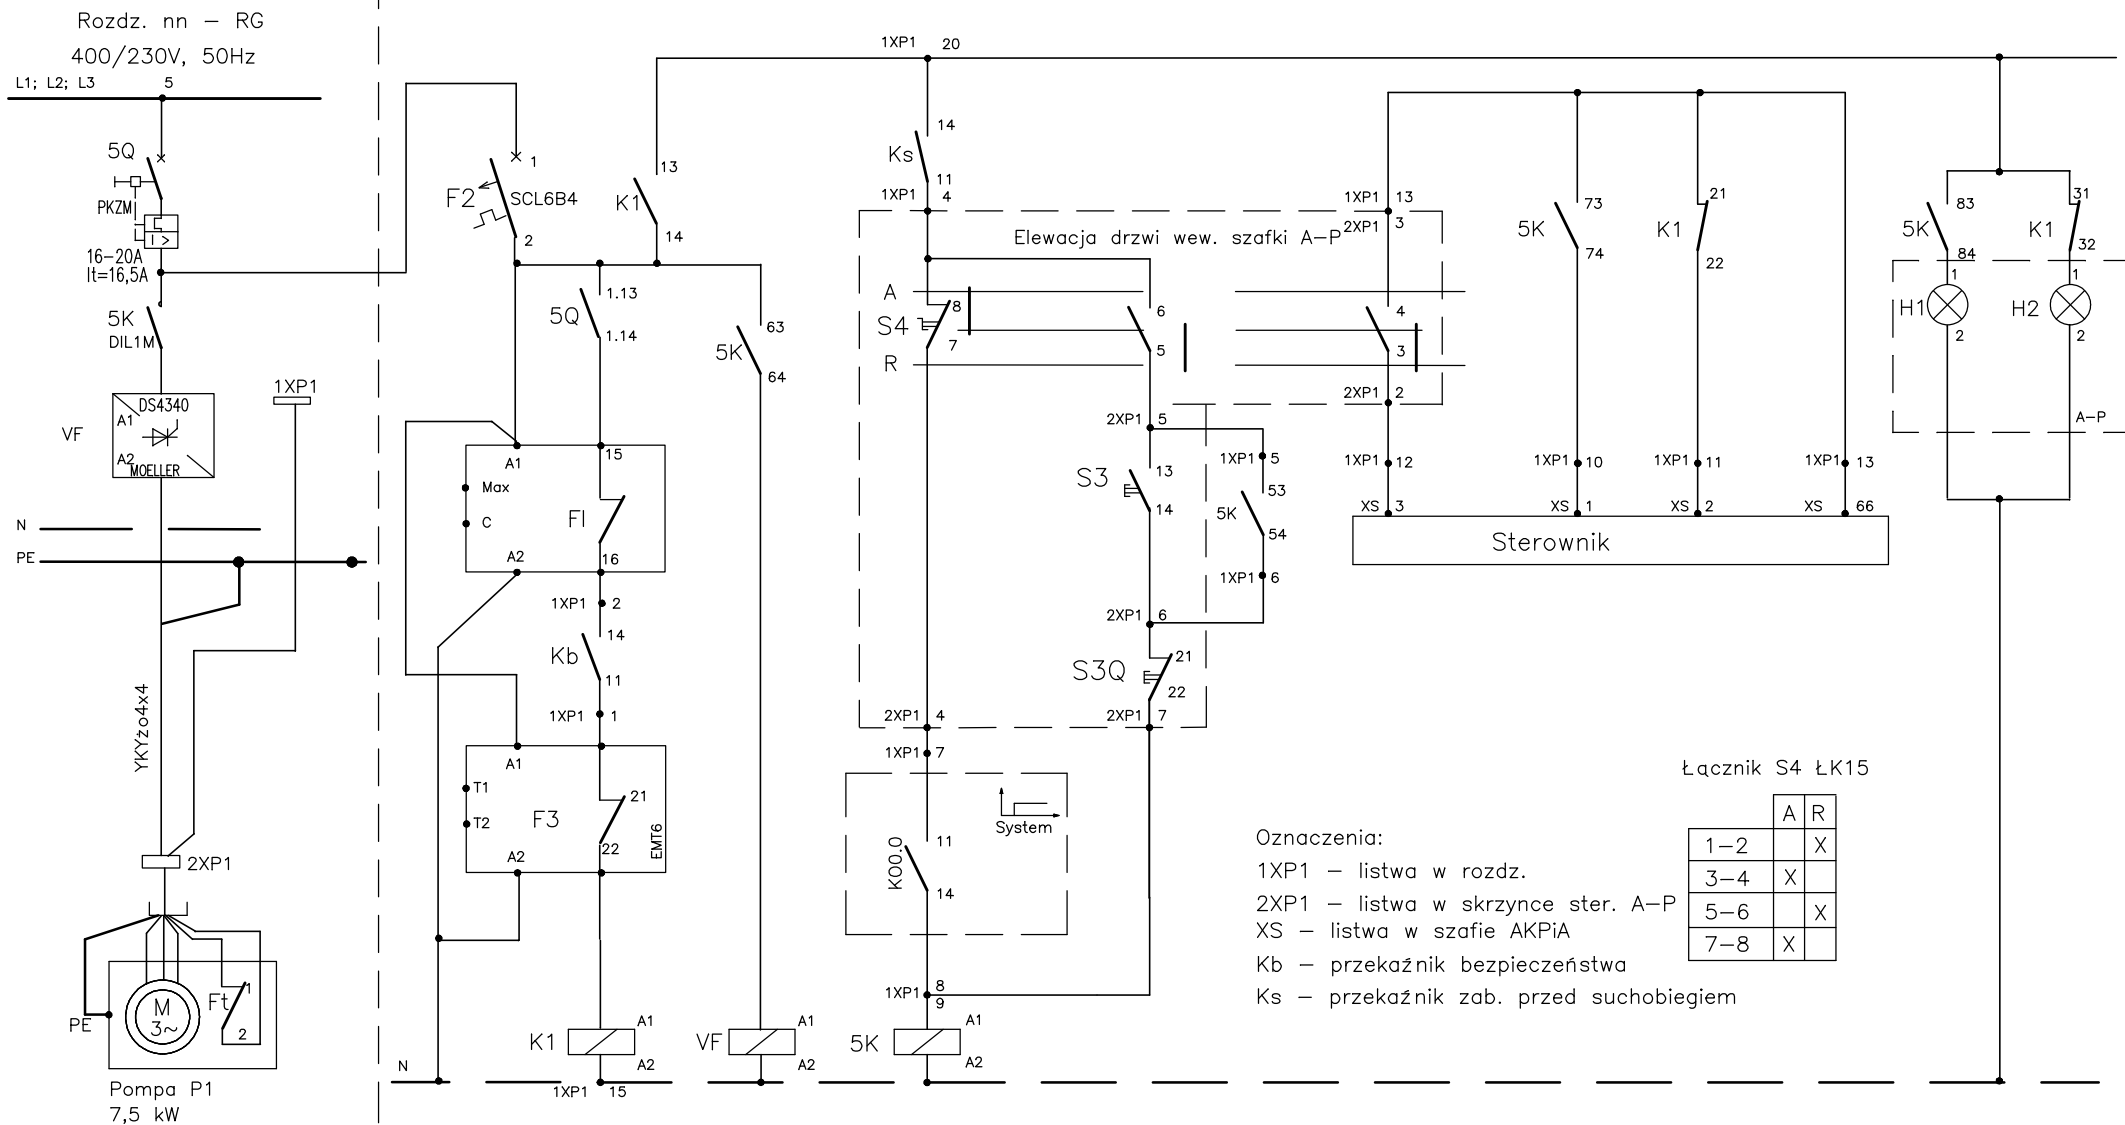 Rozdz. nn – RG
400/230V, 50Hz
L1; L2; L3
5
5Q
PKZM
I >
16–20A
It=16,5A
5K
DIL1M
1XP1
VF
DS4340
A1
A2
MOELLER
N
PE
YKYżo4x4
2XP1
M
3~
Ft
1
2
PE
Pompa P1
7,5 kW
F2
1
SCL6B4
2
K1
13
14
5Q
1.13
1.14
5K
63
64
A1
15
Max
C
FI
A2
16
1XP1 2
Kb
14
11
1XP1 1
A1
T1
T2
F3
21
22
EMT6
A2
K1
A1
A2
VF
A1
A2
N
1XP1 15
1XP1 20
Ks
14
11
1XP1 4
Elewacja drzwi wew. szafki A–P
A
S4
8
7
R
6
5
2XP1 5
S3
13
14
1XP1 5
5K
53
54
1XP1 6
2XP1 6
S3Q
21
22
2XP1 4
2XP1 7
1XP1 7
System
K00.0
11
14
1XP1 8
9
5K
A1
A2
1XP1 13
2XP1 3
4
3
2XP1 2
1XP1 12
XS 3
5K
73
74
1XP1 10
XS 1
K1
21
22
1XP1 11
XS 2
1XP1 13
XS 66
Sterownik
5K
83
84
K1
31
32
H1
1
2
H2
1
2
A–P
Oznaczenia:
1XP1 – listwa w rozdz.
2XP1 – listwa w skrzynce ster. A–P
XS – listwa w szafie AKPiA
Kb – przekaźnik bezpieczeństwa
Ks – przekaźnik zab. przed suchobiegiem
Łącznik S4 ŁK15
A R
1–2 X
3–4 X
5–6 X
7–8 X